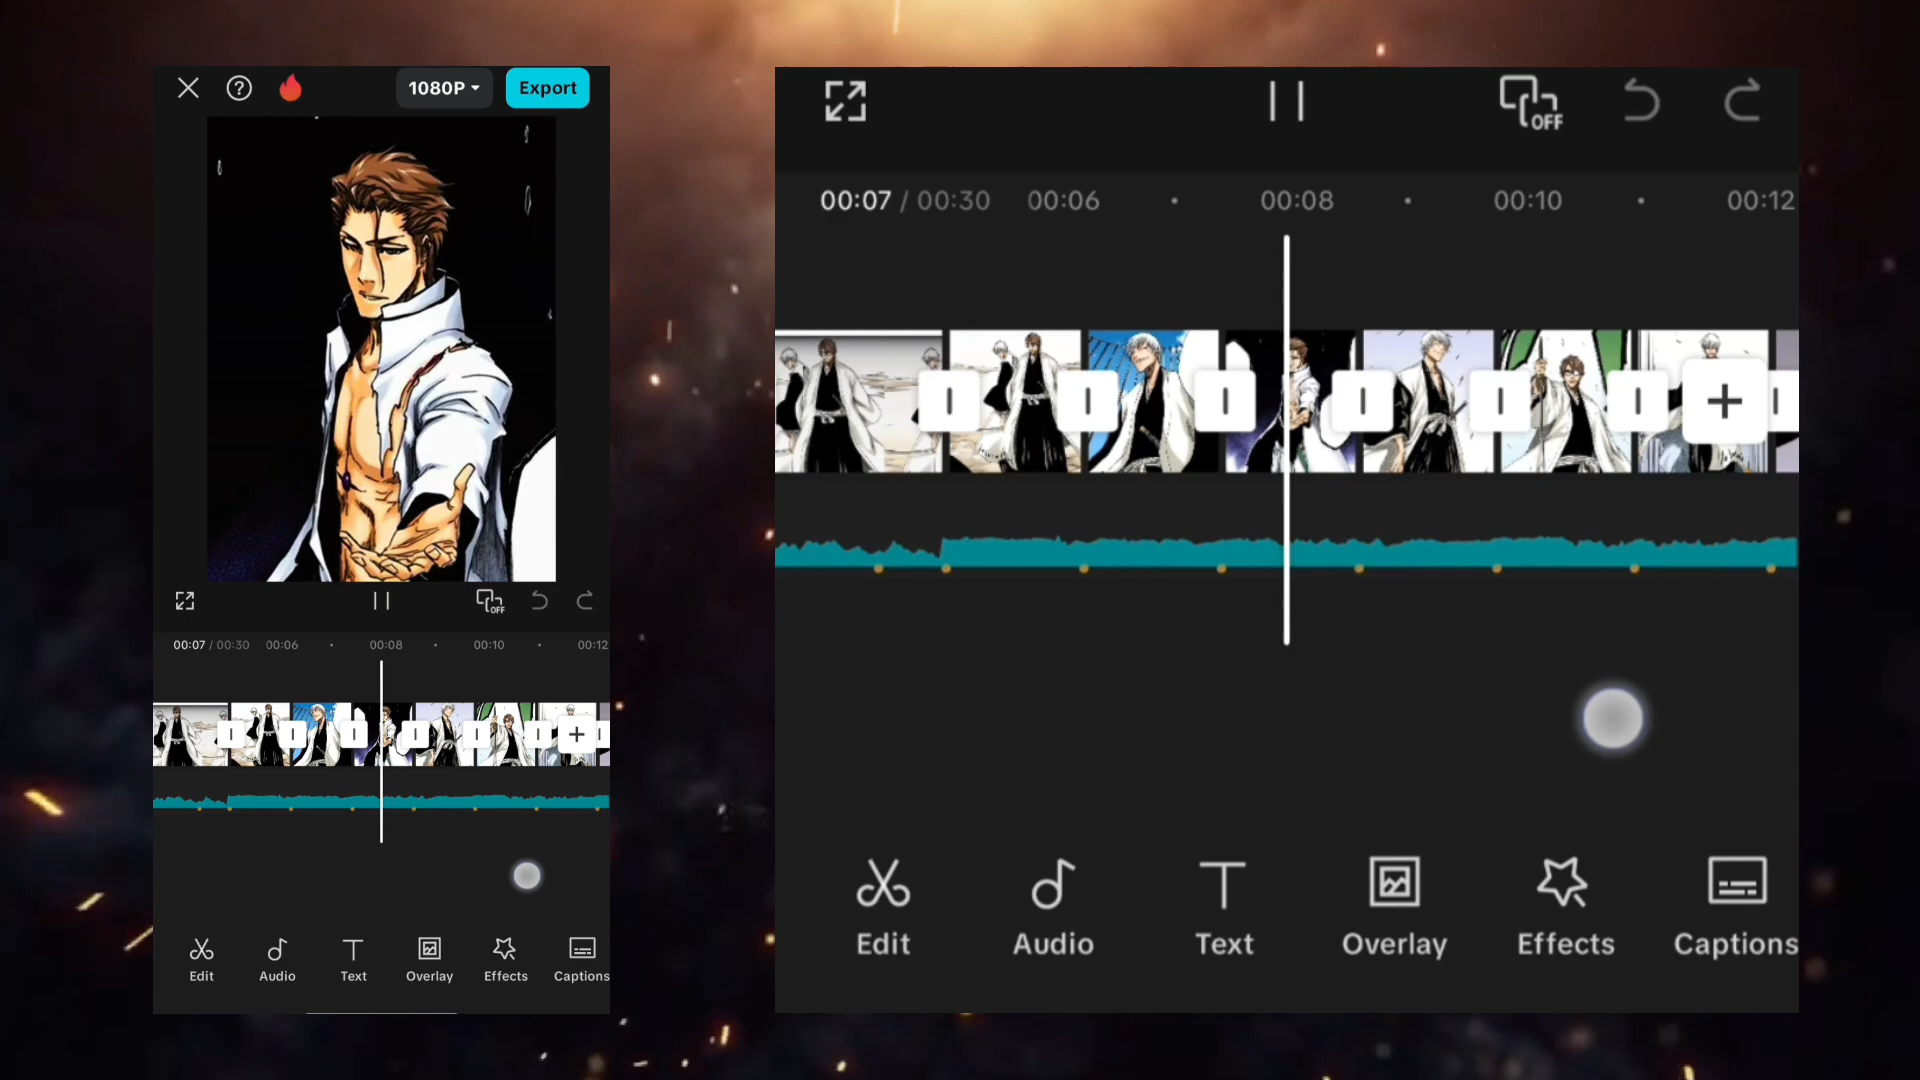 1080P
Export
OFF
00:07 / 00:30 00:06 00:08 00:10 00:12
Edit Audio Text Overlay Effects Captions
OFF
00:07 / 00:30 00:06 00:08 00:10 00:12
Edit Audio Text Overlay Effects Captions